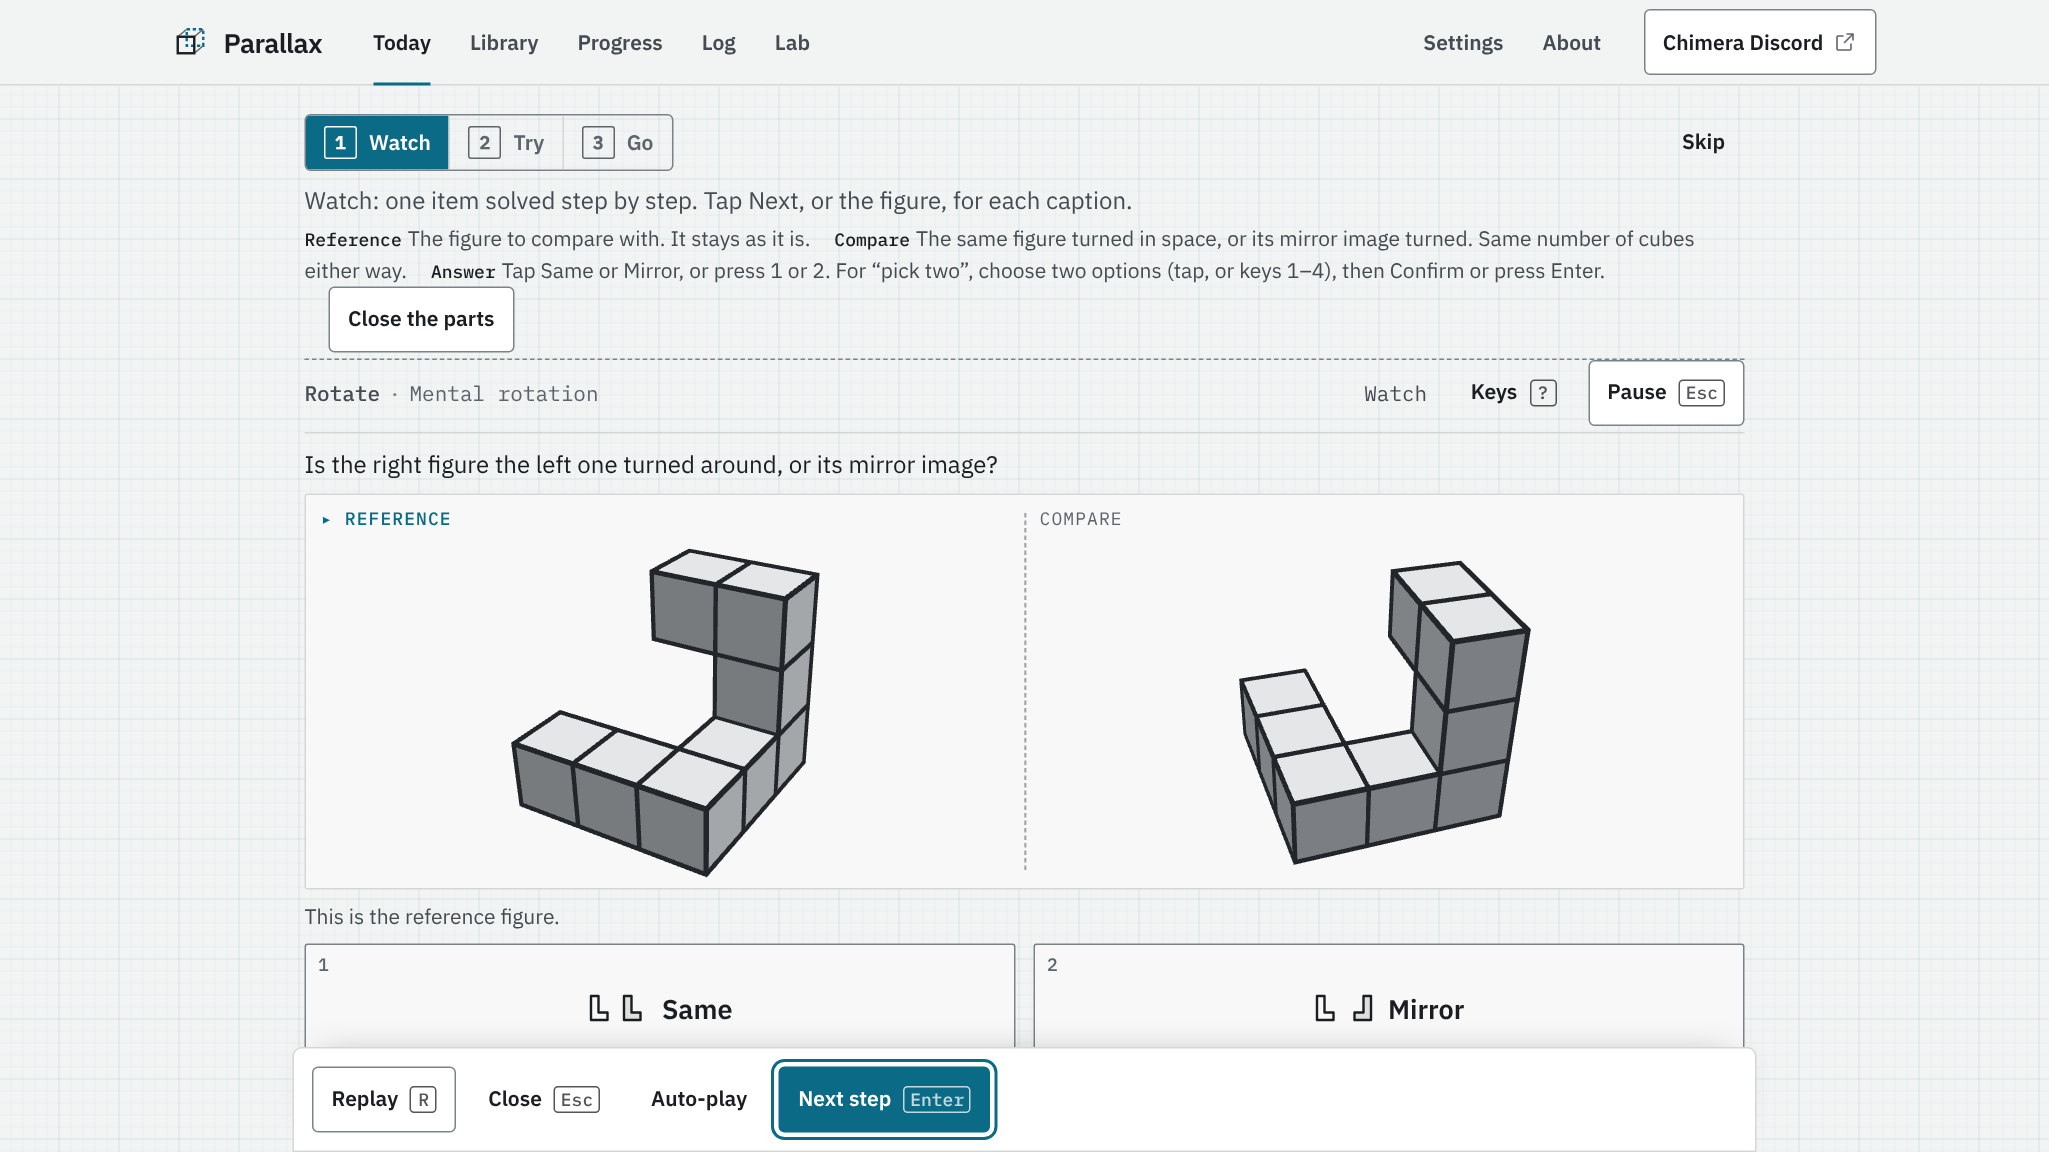 Parallax Today Library Progress Log Lab Settings About Chimera Discord
1 Watch 2 Try 3 Go Skip
Watch: one item solved step by step. Tap Next, or the figure, for each caption.
Reference The figure to compare with. It stays as it is. Compare The same figure turned in space, or its mirror image turned. Same number of cubes
either way. Answer Tap Same or Mirror, or press 1 or 2. For “pick two”, choose two options (tap, or keys 1–4), then Confirm or press Enter.
Close the parts
Rotate · Mental rotation Watch Keys ? Pause Esc
Is the right figure the left one turned around, or its mirror image?
▸ REFERENCE COMPARE
This is the reference figure.
1 2
Same Mirror
Replay R Close Esc Auto-play Next step Enter